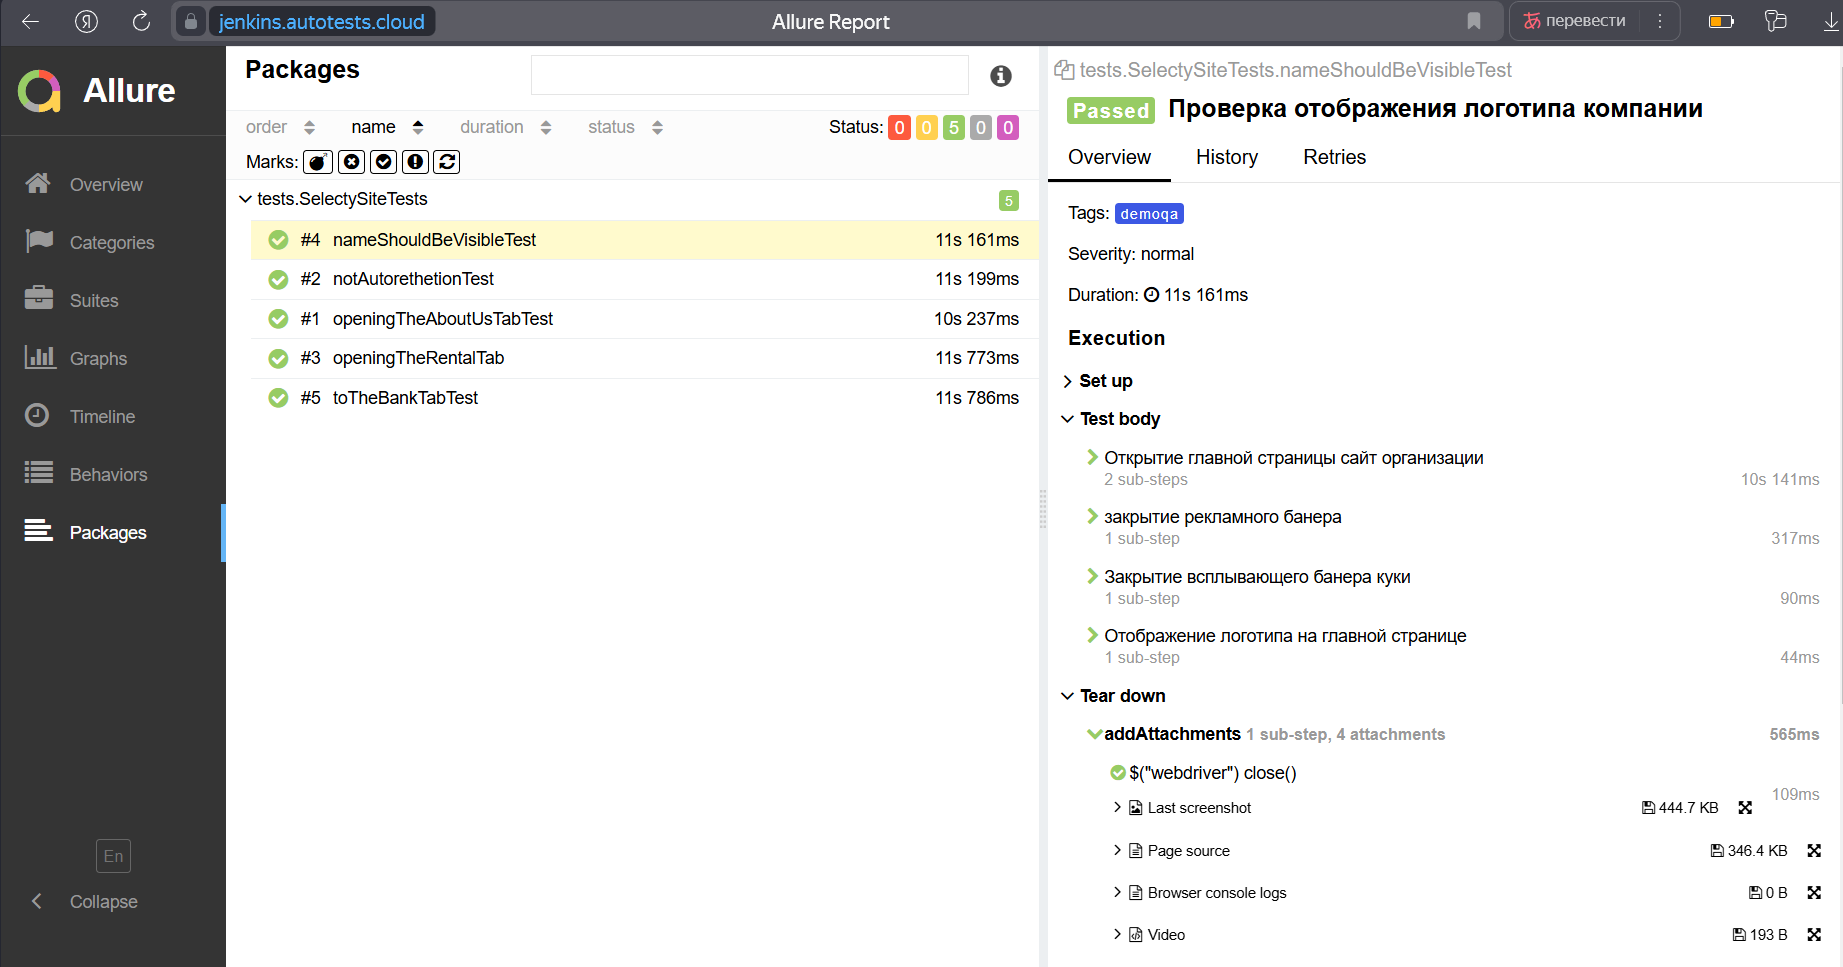 jenkins.autotests.cloud
Allure Report
перевести
Allure
Overview
Categories
Suites
Graphs
Timeline
Behaviors
Packages
En
Collapse
Packages
order name duration status Status: 0 0 5 0 0
Marks:
tests.SelectySiteTests 5
#4 nameShouldBeVisibleTest 11s 161ms
#2 notAutorethetionTest 11s 199ms
#1 openingTheAboutUsTabTest 10s 237ms
#3 openingTheRentalTab 11s 773ms
#5 toTheBankTabTest 11s 786ms
tests.SelectySiteTests.nameShouldBeVisibleTest
Passed Проверка отображения логотипа компании
Overview History Retries
Tags: demoqa
Severity: normal
Duration: 11s 161ms
Execution
Set up
Test body
Открытие главной страницы сайт организации
2 sub-steps 10s 141ms
закрытие рекламного банера
1 sub-step 317ms
Закрытие всплывающего банера куки
1 sub-step 90ms
Отображение логотипа на главной странице
1 sub-step 44ms
Tear down
addAttachments 1 sub-step, 4 attachments 565ms
$("webdriver") close()
109ms
Last screenshot 444.7 KB
Page source 346.4 KB
Browser console logs 0 B
Video 193 B